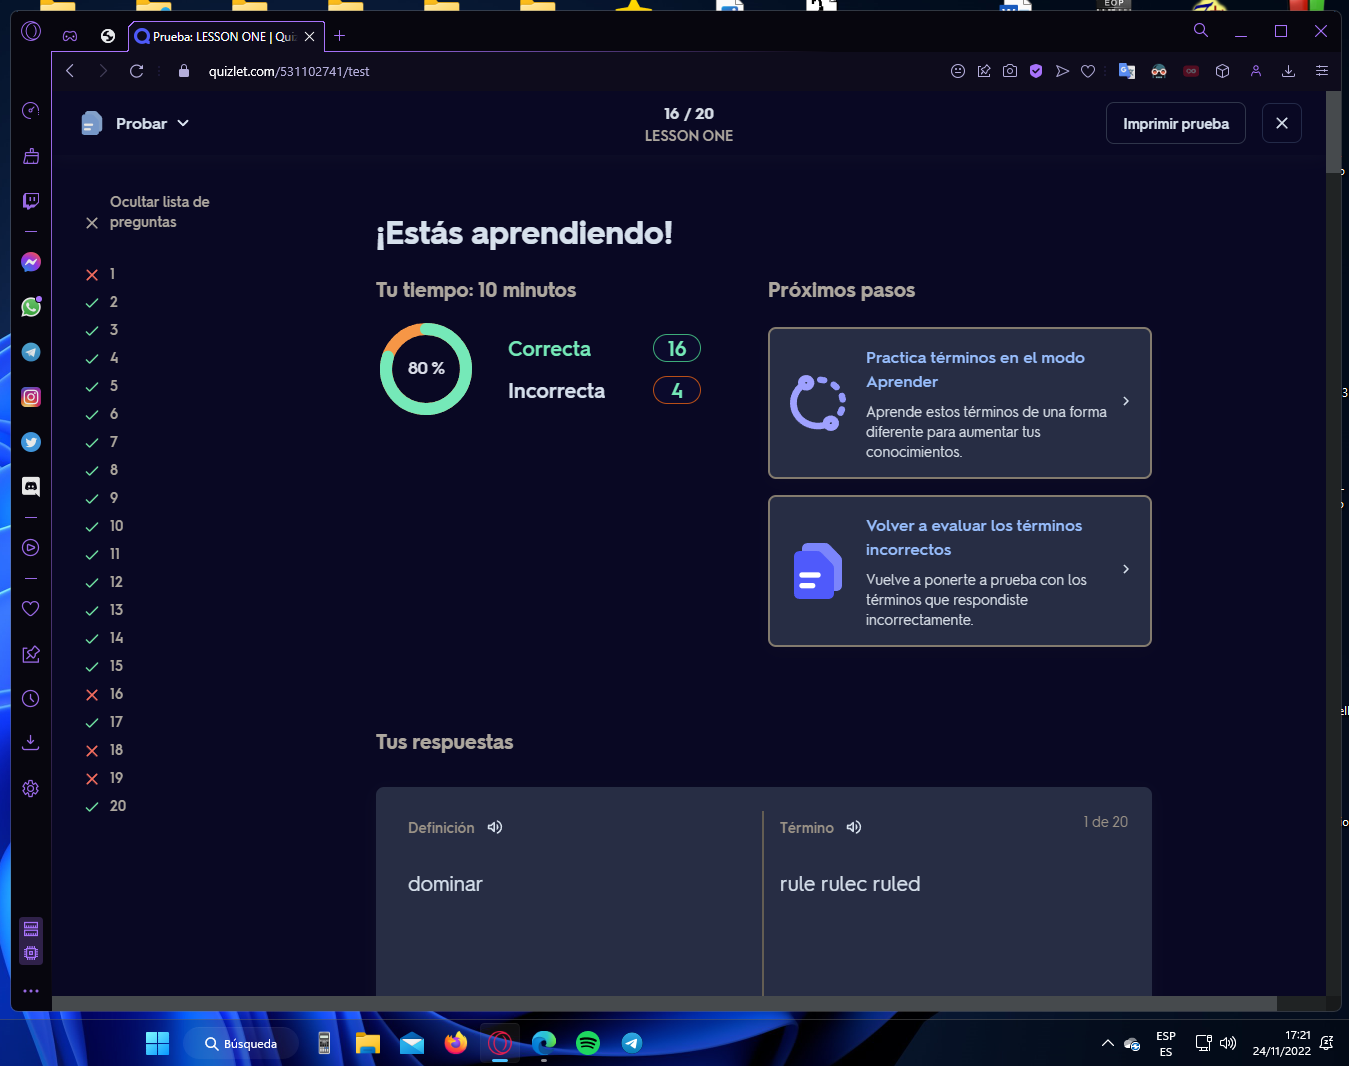 EOP
Prueba: LESSON ONE | Qui
quizlet.com/531102741/test
Probar
16 / 20
LESSON ONE
Imprimir prueba
Ocultar lista de
preguntas
1
2
3
4
5
6
7
8
9
10
11
12
13
14
15
16
17
18
19
20
¡Estás aprendiendo!
Tu tiempo: 10 minutos
80 %
Correcta 16
Incorrecta 4
Próximos pasos
Practica términos en el modo
Aprender
Aprende estos términos de una forma
diferente para aumentar tus
conocimientos.
Volver a evaluar los términos
incorrectos
Vuelve a ponerte a prueba con los
términos que respondiste
incorrectamente.
Tus respuestas
Definición
dominar
Término
1 de 20
rule rulec ruled
Búsqueda
ESP
ES
17:21
24/11/2022